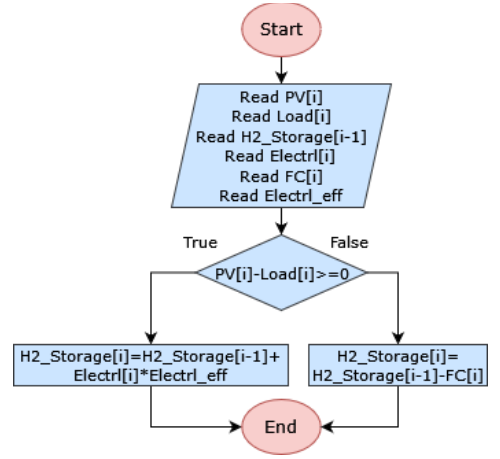 Start
Read PV[i]
Read Load[i]
Read H2_Storage[i-1]
Read Electrl[i]
Read FC[i]
Read Electrl_eff
True
False
PV[i]-Load[i]>=0
H2_Storage[i]=H2_Storage[i-1]+
Electrl[i]*Electrl_eff
H2_Storage[i]=
H2_Storage[i-1]-FC[i]
End